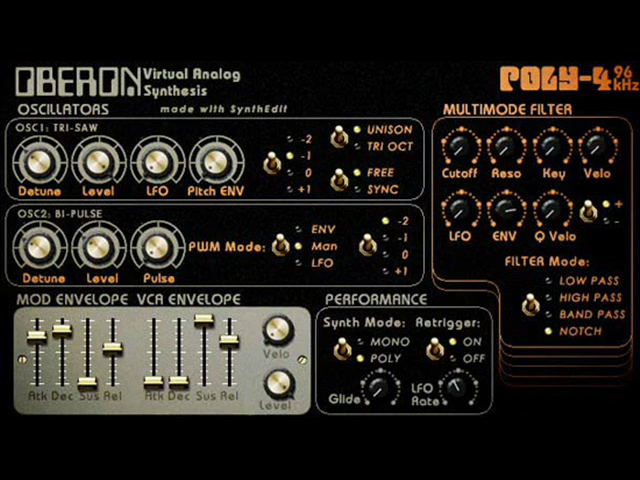 OBERON Virtual Analog Synthesis
made with SynthEdit
POLY-4 96 kHz
OSCILLATORS
OSC1: TRI-SAW
Detune Level LFO Pitch ENV
-2
-1
0
+1
UNISON
TRI OCT
FREE
SYNC
OSC2: BI-PULSE
Detune Level Pulse
PWM Mode:
ENV
Man
LFO
-2
-1
0
+1
MULTIMODE FILTER
Cutoff Reso Key Velo
LFO ENV Q Velo
+
-
FILTER Mode:
LOW PASS
HIGH PASS
BAND PASS
NOTCH
MOD ENVELOPE VCA ENVELOPE
Atk Dec Sus Rel Atk Dec Sus Rel
Velo
Level
PERFORMANCE
Synth Mode: Retrigger:
MONO
POLY
ON
OFF
Glide
LFO Rate